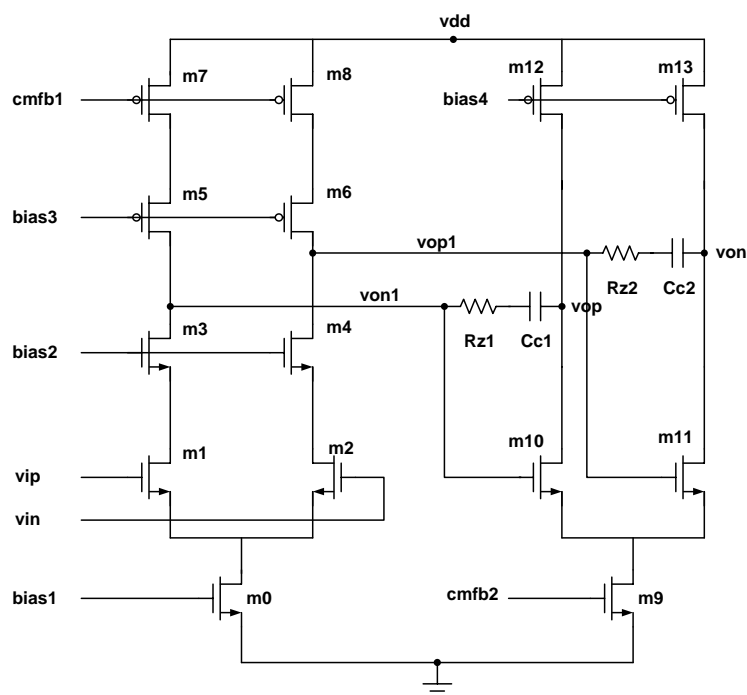 vdd
m7
m8
m12
m13
cmfb1
bias4
m5
m6
bias3
vop1
von
Rz2
Cc2
von1
vop
Rz1
Cc1
m3
m4
bias2
m1
m2
m10
m11
vip
vin
bias1
m0
cmfb2
m9